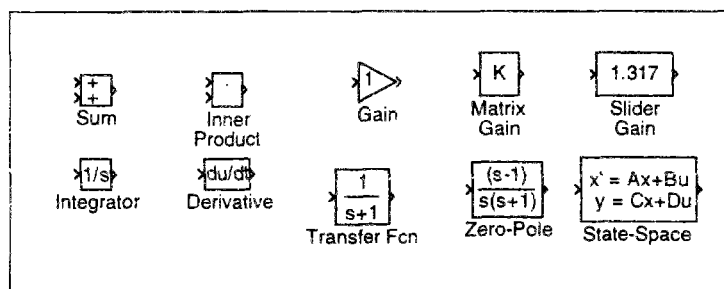 +
+
Sum
.
Inner
Product
1
Gain
K
Matrix
Gain
1.317
Slider
Gain
1/s
Integrator
du/dt
Derivative
1
s+1
Transfer Fcn
(s-1)
s(s+1)
Zero-Pole
x' = Ax+Bu
y = Cx+Du
State-Space